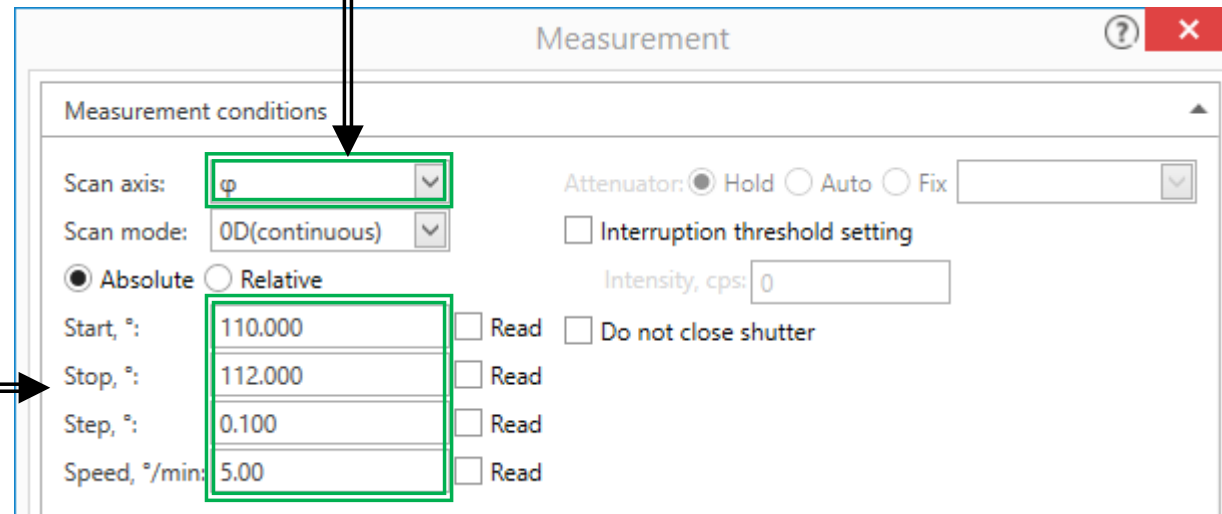 Measurement
Measurement conditions
Scan axis: φ Attenuator: Hold Auto Fix
Scan mode: 0D(continuous) Interruption threshold setting
Absolute Relative Intensity, cps: 0
Start, °: 110.000 Read Do not close shutter
Stop, °: 112.000 Read
Step, °: 0.100 Read
Speed, °/min: 5.00 Read